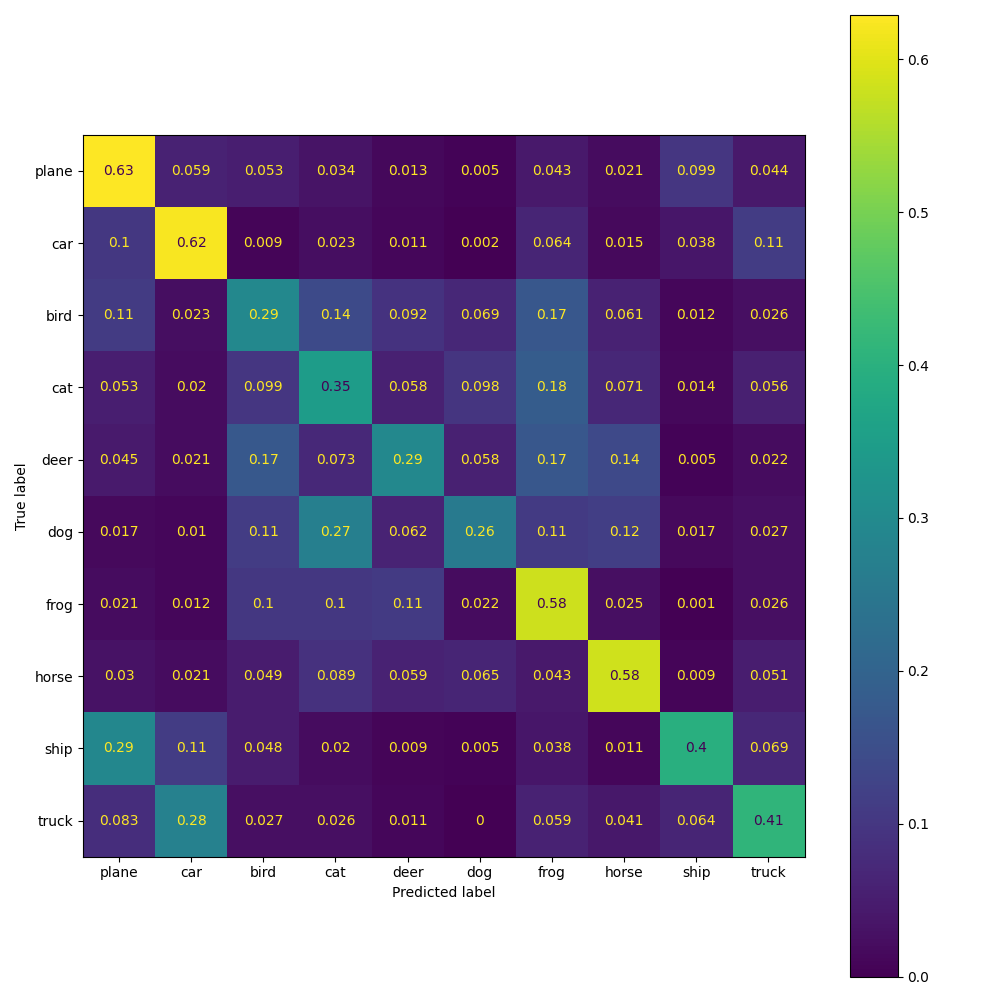 plane 0.63 0.059 0.053 0.034 0.013 0.005 0.043 0.021 0.099 0.044
car 0.1 0.62 0.009 0.023 0.011 0.002 0.064 0.015 0.038 0.11
bird 0.11 0.023 0.29 0.14 0.092 0.069 0.17 0.061 0.012 0.026
cat 0.053 0.02 0.099 0.35 0.058 0.098 0.18 0.071 0.014 0.056
deer 0.045 0.021 0.17 0.073 0.29 0.058 0.17 0.14 0.005 0.022
dog 0.017 0.01 0.11 0.27 0.062 0.26 0.11 0.12 0.017 0.027
frog 0.021 0.012 0.1 0.1 0.11 0.022 0.58 0.025 0.001 0.026
horse 0.03 0.021 0.049 0.089 0.059 0.065 0.043 0.58 0.009 0.051
ship 0.29 0.11 0.048 0.02 0.009 0.005 0.038 0.011 0.4 0.069
truck 0.083 0.28 0.027 0.026 0.011 0 0.059 0.041 0.064 0.41
plane car bird cat deer dog frog horse ship truck
Predicted label
True label
0.6
0.5
0.4
0.3
0.2
0.1
0.0